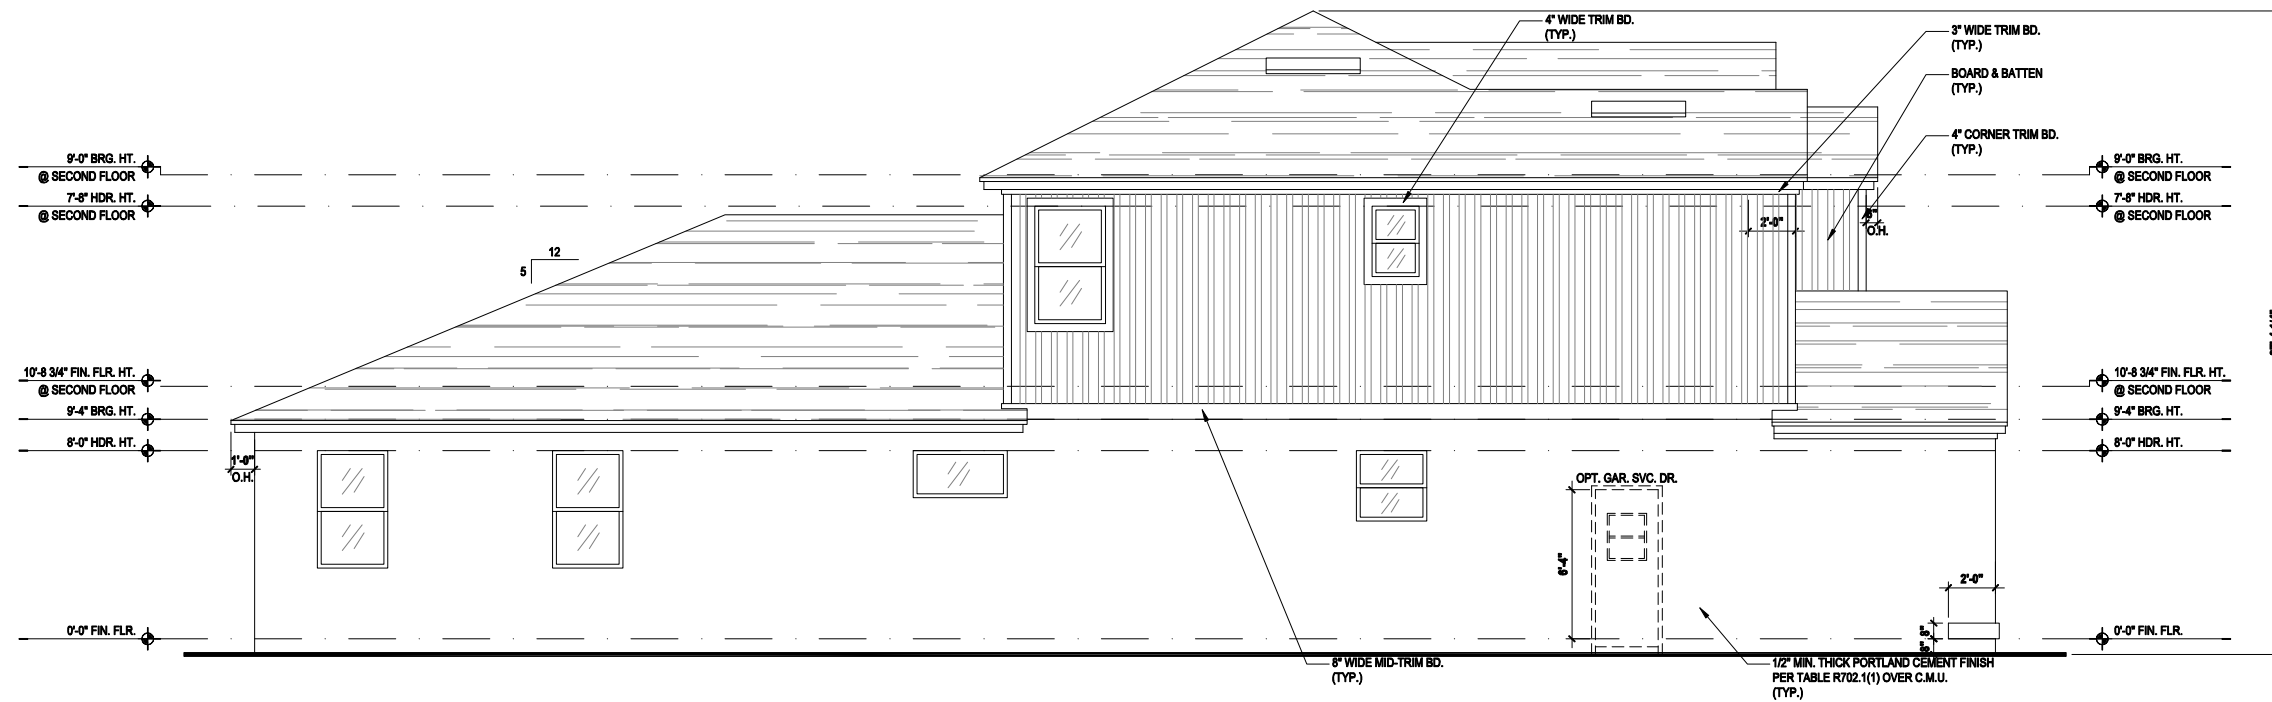 4" WIDE TRIM BD.
(TYP.)
3" WIDE TRIM BD.
(TYP.)
BOARD & BATTEN
(TYP.)
4" CORNER TRIM BD.
(TYP.)
9'-0" BRG. HT.
@ SECOND FLOOR
7'-8" HDR. HT.
@ SECOND FLOOR
9'-0" BRG. HT.
@ SECOND FLOOR
7'-8" HDR. HT.
@ SECOND FLOOR
2'-0"
O.H.
12
5
10'-8 3/4" FIN. FLR. HT.
@ SECOND FLOOR
9'-4" BRG. HT.
8'-0" HDR. HT.
10'-8 3/4" FIN. FLR. HT.
@ SECOND FLOOR
9'-4" BRG. HT.
8'-0" HDR. HT.
1'-0"
O.H.
OPT. GAR. SVC. DR.
6'-4"
2'-0"
8"
8"
0'-0" FIN. FLR.
0'-0" FIN. FLR.
8" WIDE MID-TRIM BD.
(TYP.)
1/2" MIN. THICK PORTLAND CEMENT FINISH
PER TABLE R702.1(1) OVER C.M.U.
(TYP.)